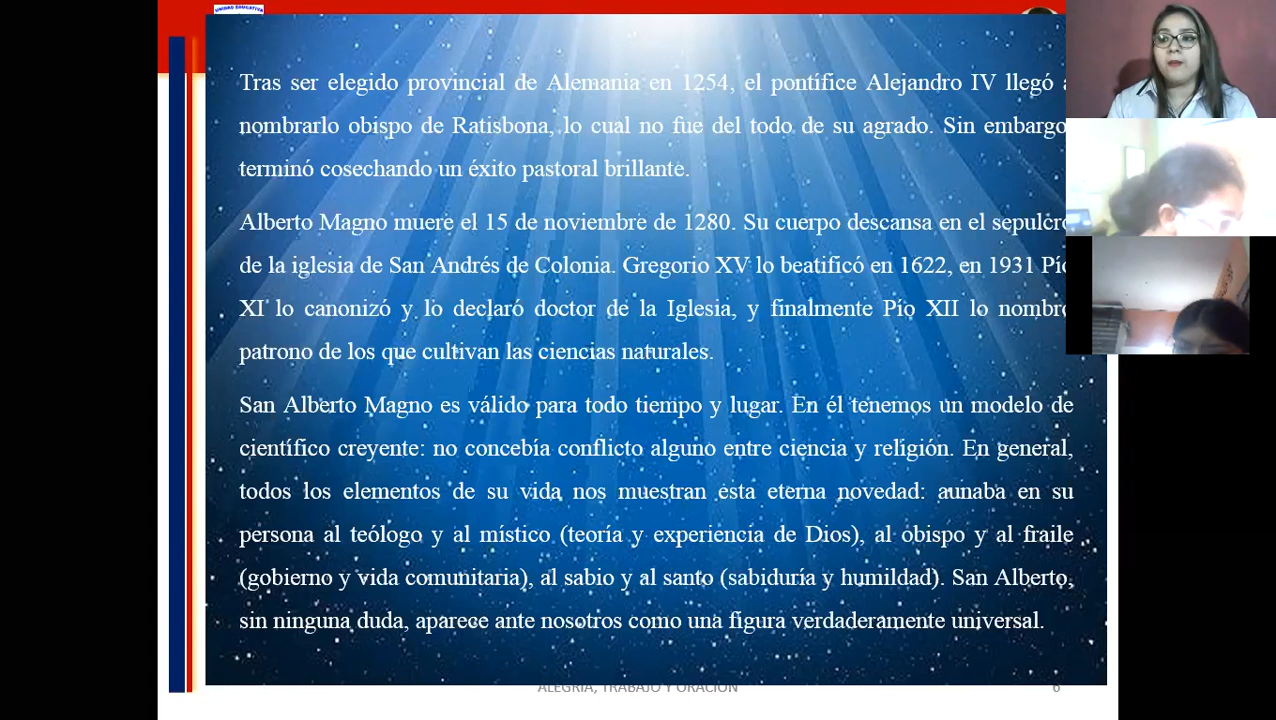 UNIDAD EDUCATIVA
Tras ser elegido provincial de Alemania en 1254, el pontífice Alejandro IV llegó a
nombrarlo obispo de Ratisbona, lo cual no fue del todo de su agrado. Sin embargo,
terminó cosechando un éxito pastoral brillante.
Alberto Magno muere el 15 de noviembre de 1280. Su cuerpo descansa en el sepulcro
de la iglesia de San Andrés de Colonia. Gregorio XV lo beatificó en 1622, en 1931 Pío
XI lo canonizó y lo declaró doctor de la Iglesia, y finalmente Pío XII lo nombró
patrono de los que cultivan las ciencias naturales.
San Alberto Magno es válido para todo tiempo y lugar. En él tenemos un modelo de
científico creyente: no concebía conflicto alguno entre ciencia y religión. En general,
todos los elementos de su vida nos muestran esta eterna novedad: aunaba en su
persona al teólogo y al místico (teoría y experiencia de Dios), al obispo y al fraile
(gobierno y vida comunitaria), al sabio y al santo (sabiduría y humildad). San Alberto,
sin ninguna duda, aparece ante nosotros como una figura verdaderamente universal.
ALEGRIA, TRABAJO Y ORACION 6